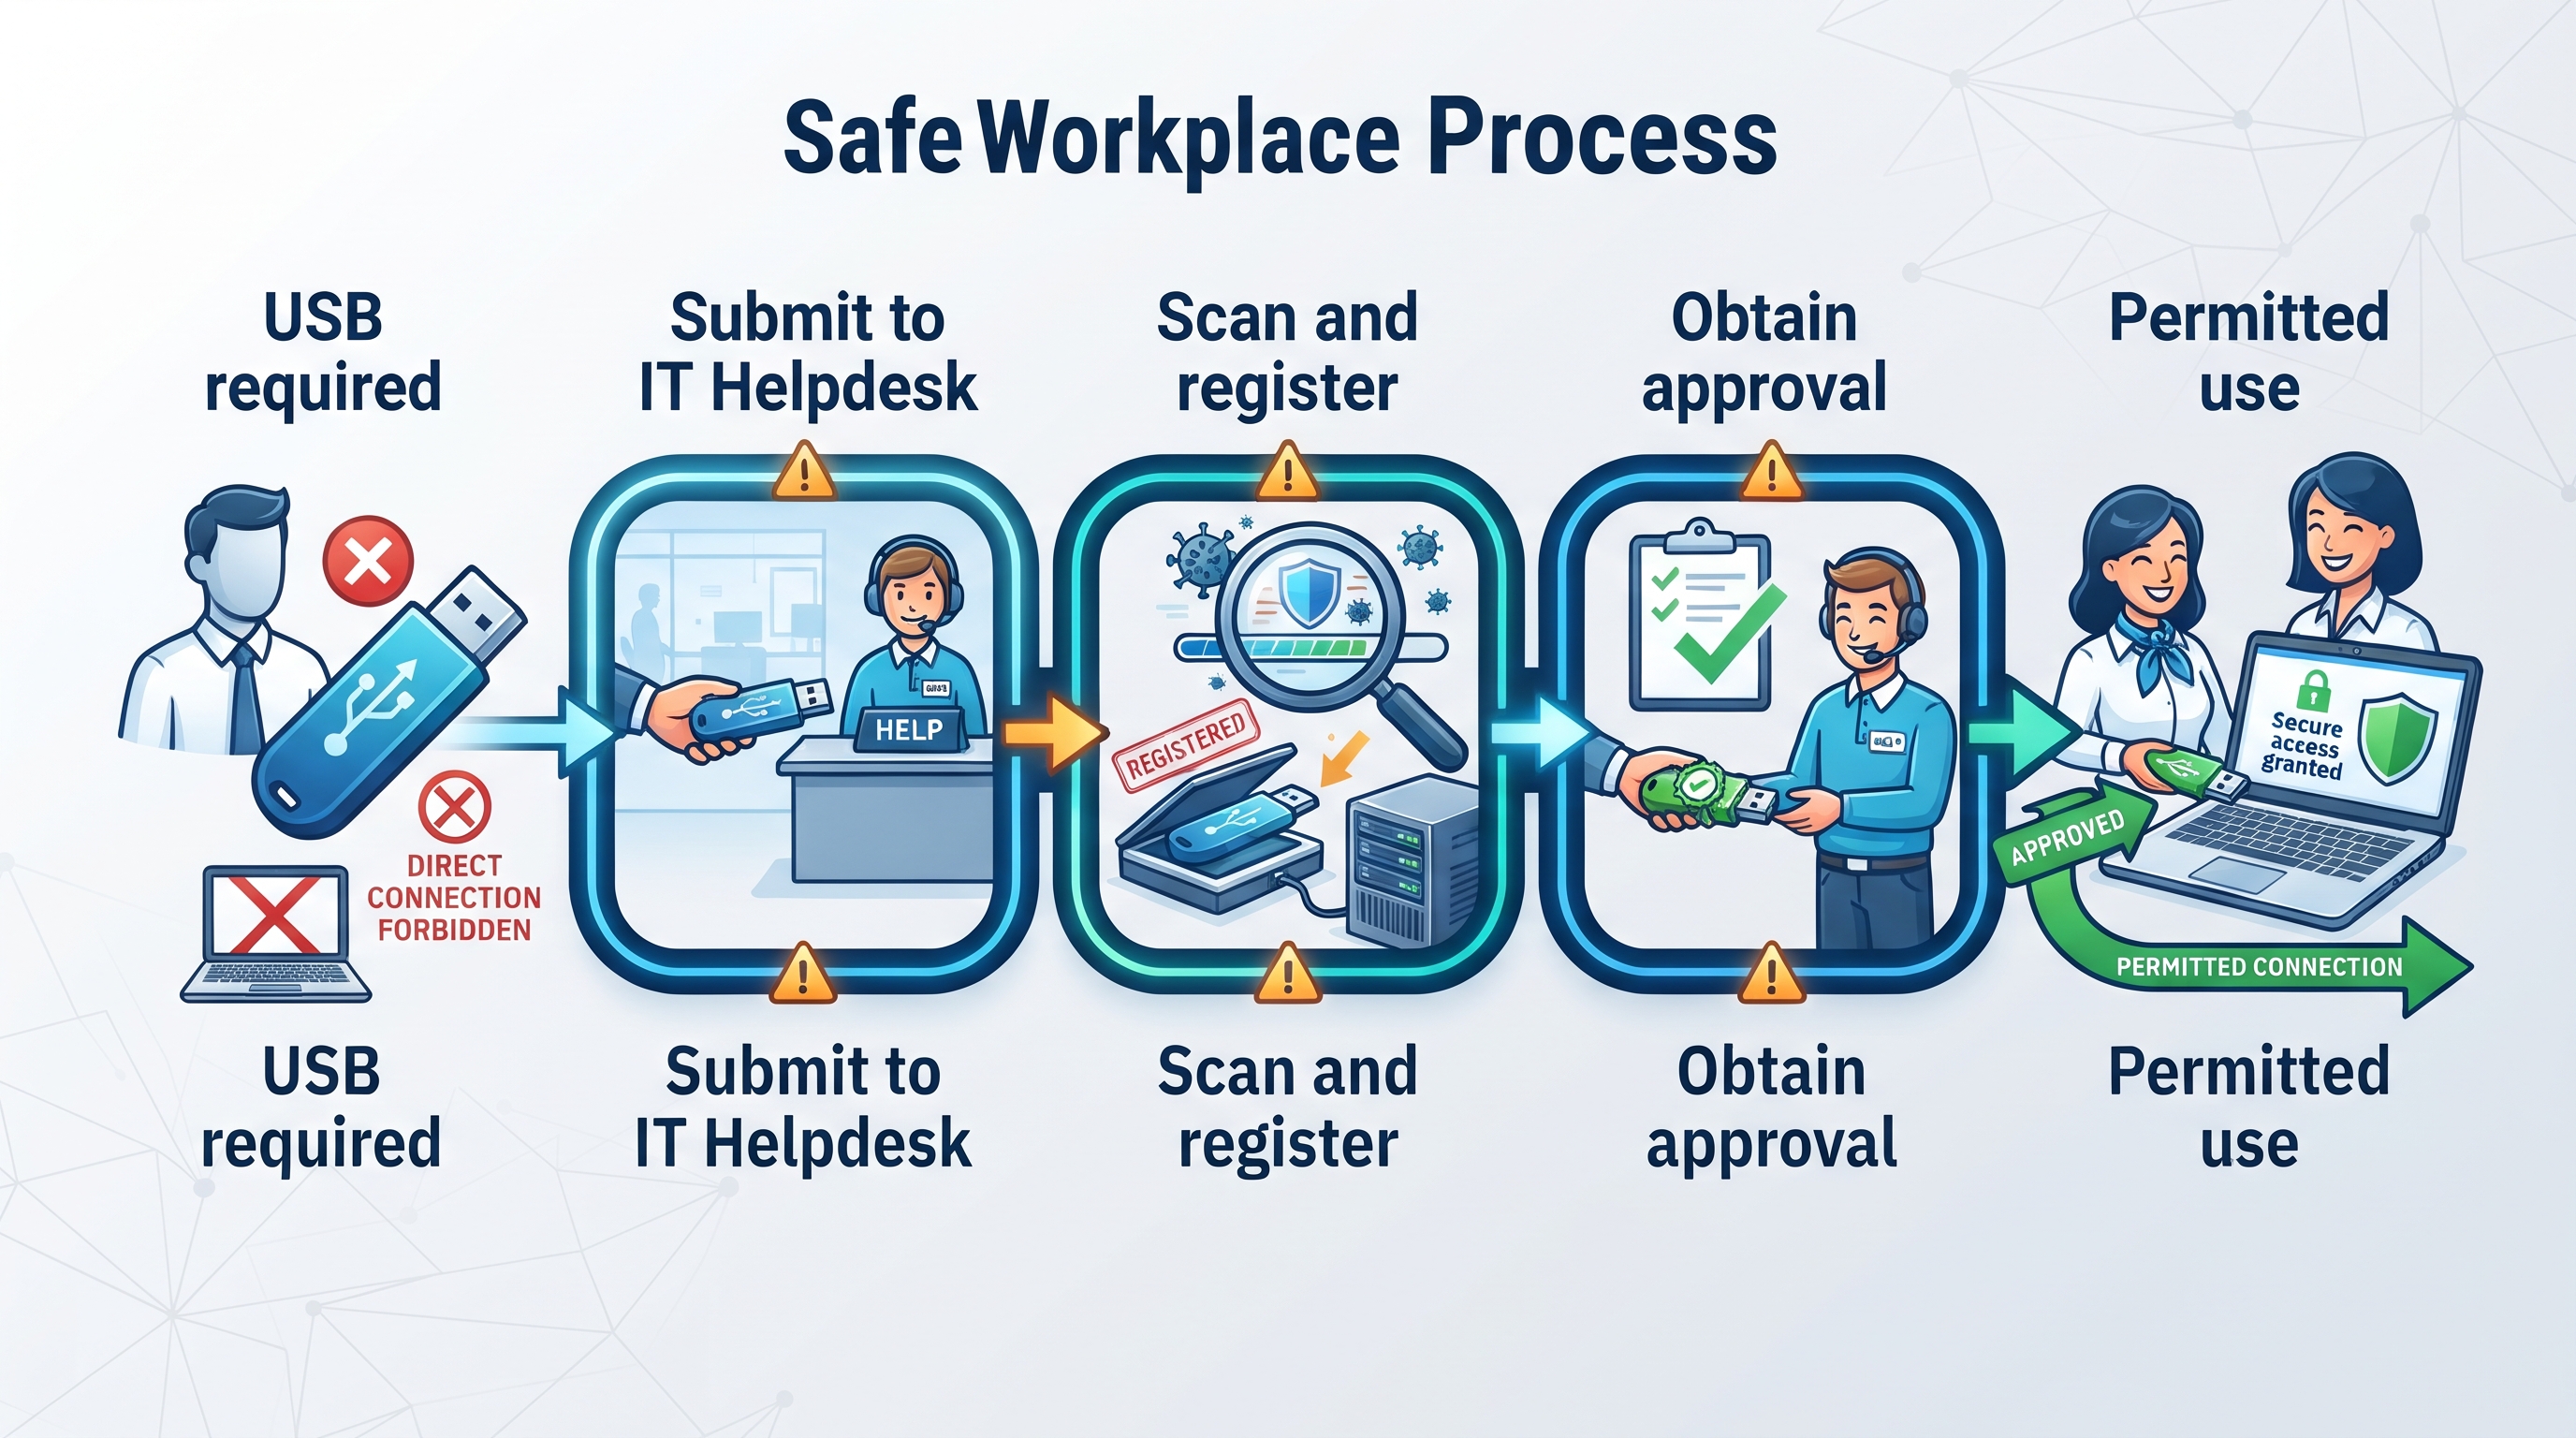 Safe Workplace Process
USB
required
Submit to
IT Helpdesk
Scan and
register
Obtain
approval
Permitted
use
DIRECT
CONNECTION
FORBIDDEN
HELP
REGISTERED
Secure
access
granted
APPROVED
PERMITTED CONNECTION
USB
required
Submit to
IT Helpdesk
Scan and
register
Obtain
approval
Permitted
use